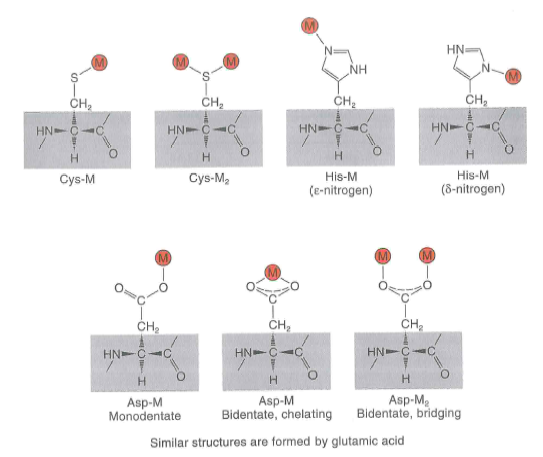 M
S
CH₂
HN
C
C
H
O
Cys-M
M
M
S
CH₂
HN
C
C
H
O
Cys-M₂
M
N
NH
CH₂
HN
C
C
H
O
His-M
(ε-nitrogen)
HN
N
M
CH₂
HN
C
C
H
O
His-M
(δ-nitrogen)
M
O
O
C
CH₂
HN
C
C
H
O
Asp-M
Monodentate
M
O
O
C
CH₂
HN
C
C
H
O
Asp-M
Bidentate, chelating
M
M
O
O
C
CH₂
HN
C
C
H
O
Asp-M₂
Bidentate, bridging
Similar structures are formed by glutamic acid